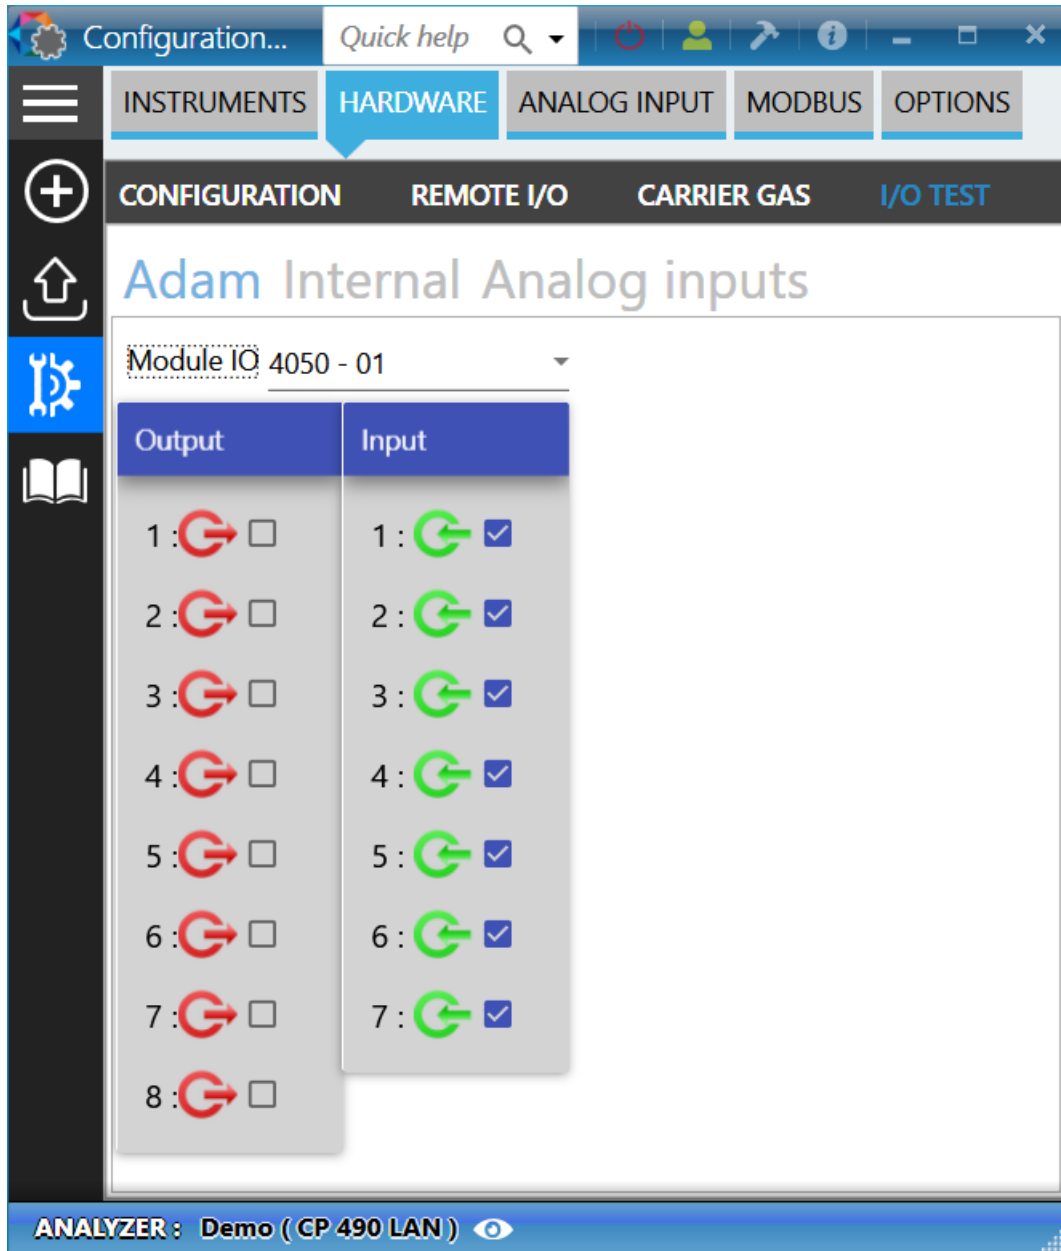 Configuration...
Quick help
INSTRUMENTS HARDWARE ANALOG INPUT MODBUS OPTIONS
CONFIGURATION REMOTE I/O CARRIER GAS I/O TEST
Adam Internal Analog inputs
Module IO 4050 - 01
Output Input
1 : 1 :
2 : 2 :
3 : 3 :
4 : 4 :
5 : 5 :
6 : 6 :
7 : 7 :
8 :
ANALYZER : Demo ( CP 490 LAN )